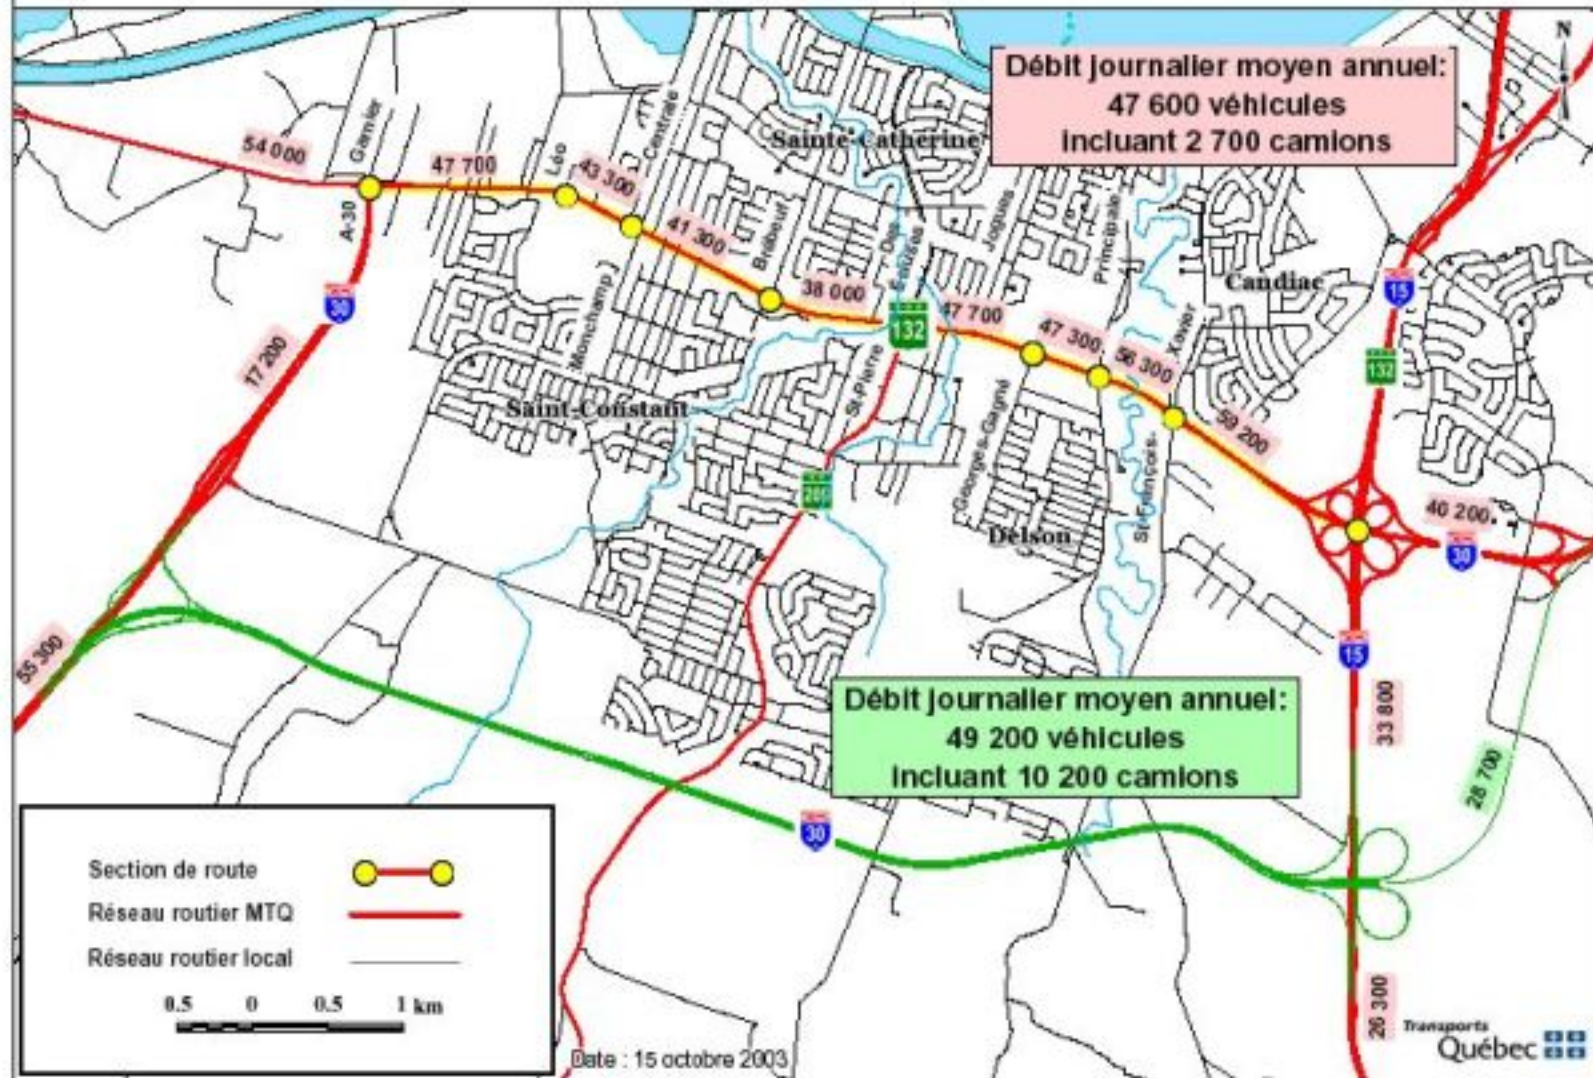 N
Débit journalier moyen annuel:
47 600 véhicules
incluant 2 700 camions
54 000
Garnier
47 700
Léo
43 300
Centrale
Sainte-Catherine
A-30
41 300
Brébeuf
Des
Écluses
Jogues
Principale
Candiac
15
30
Monchamp
38 000
132
47 700
47 300
56 300
Xavier
132
17 200
Saint-Constant
St-Pierre
Georges-Gagné
59 200
209
Delson
St-François-
40 200
30
55 300
15
Débit journalier moyen annuel:
49 200 véhicules
incluant 10 200 camions
33 800
28 700
30
Section de route
Réseau routier MTQ
Réseau routier local
0.5 0 0.5 1 km
26 300
Date : 15 octobre 2003
Transports
Québec